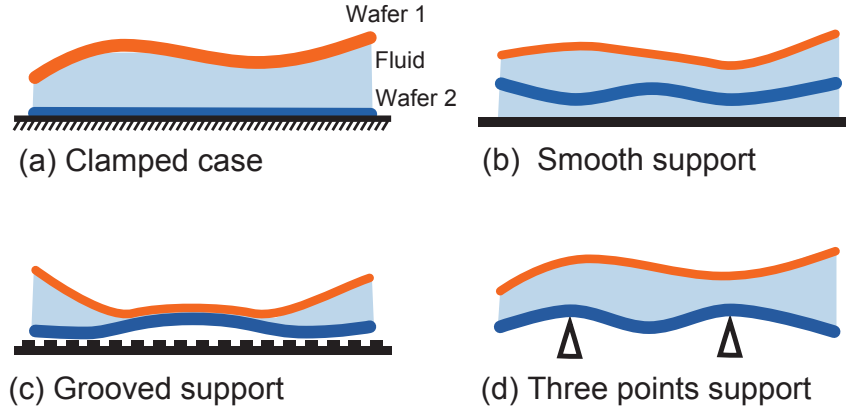 Wafer 1
Fluid
Wafer 2
(a) Clamped case
(b) Smooth support
(c) Grooved support
(d) Three points support